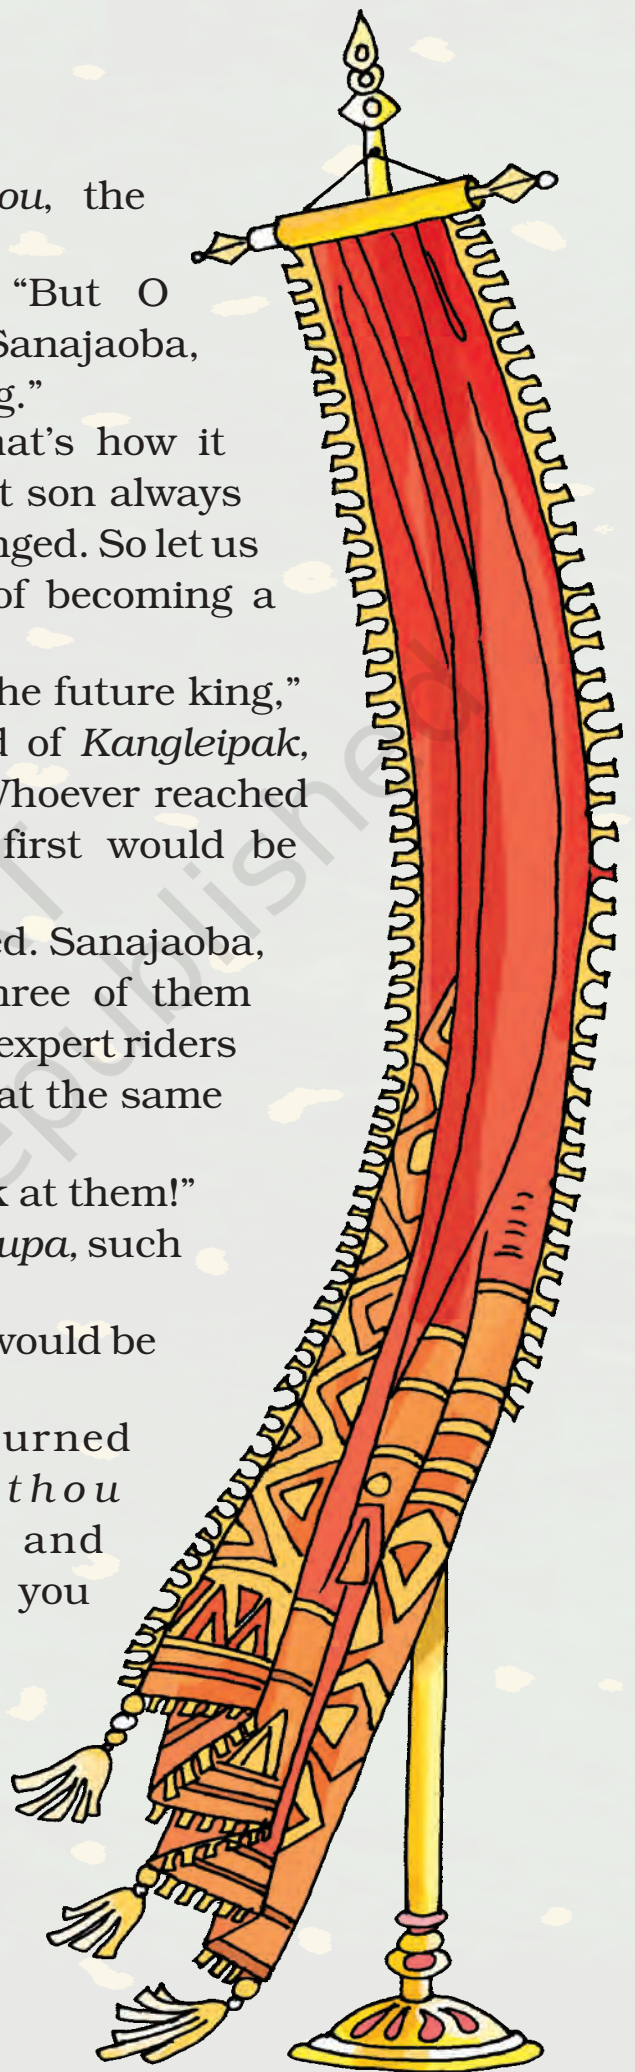 ou, the
“But O
Sanajaoba,
g.”
hat’s how it
t son always
nged. So let us
of becoming a
he future king,”
d of Kangleipak,
Whoever reached
first would be
ed. Sanajaoba,
hree of them
expert riders
at the same
k at them!”
upa, such
would be
urned
thou
and
you
republished